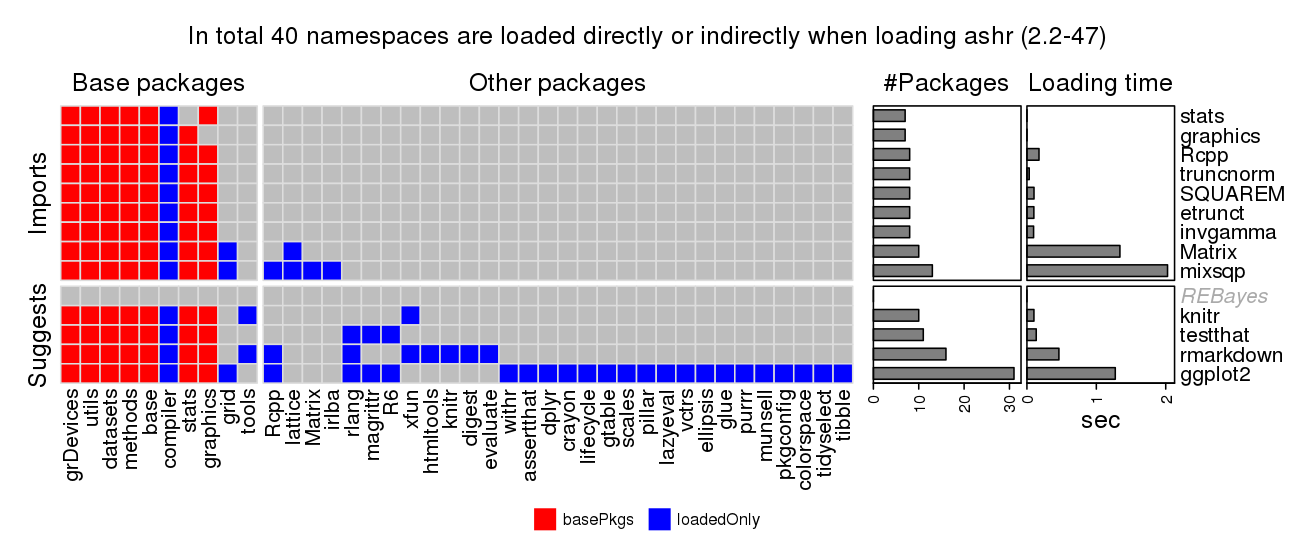 In total 40 namespaces are loaded directly or indirectly when loading ashr (2.2-47)
Base packages
Other packages
#Packages
Loading time
Imports
Suggests
stats
graphics
Rcpp
truncnorm
SQUAREM
etrunct
invgamma
Matrix
mixsqp
REBayes
knitr
testthat
rmarkdown
ggplot2
grDevices
utils
datasets
methods
base
compiler
stats
graphics
grid
tools
Rcpp
lattice
Matrix
irlba
rlang
magrittr
R6
xfun
htmltools
knitr
digest
evaluate
withr
assertthat
dplyr
crayon
lifecycle
gtable
scales
pillar
lazyeval
vctrs
ellipsis
glue
purrr
munsell
pkgconfig
colorspace
tidyselect
tibble
0
10
20
30
0
1
2
sec
basePkgs
loadedOnly